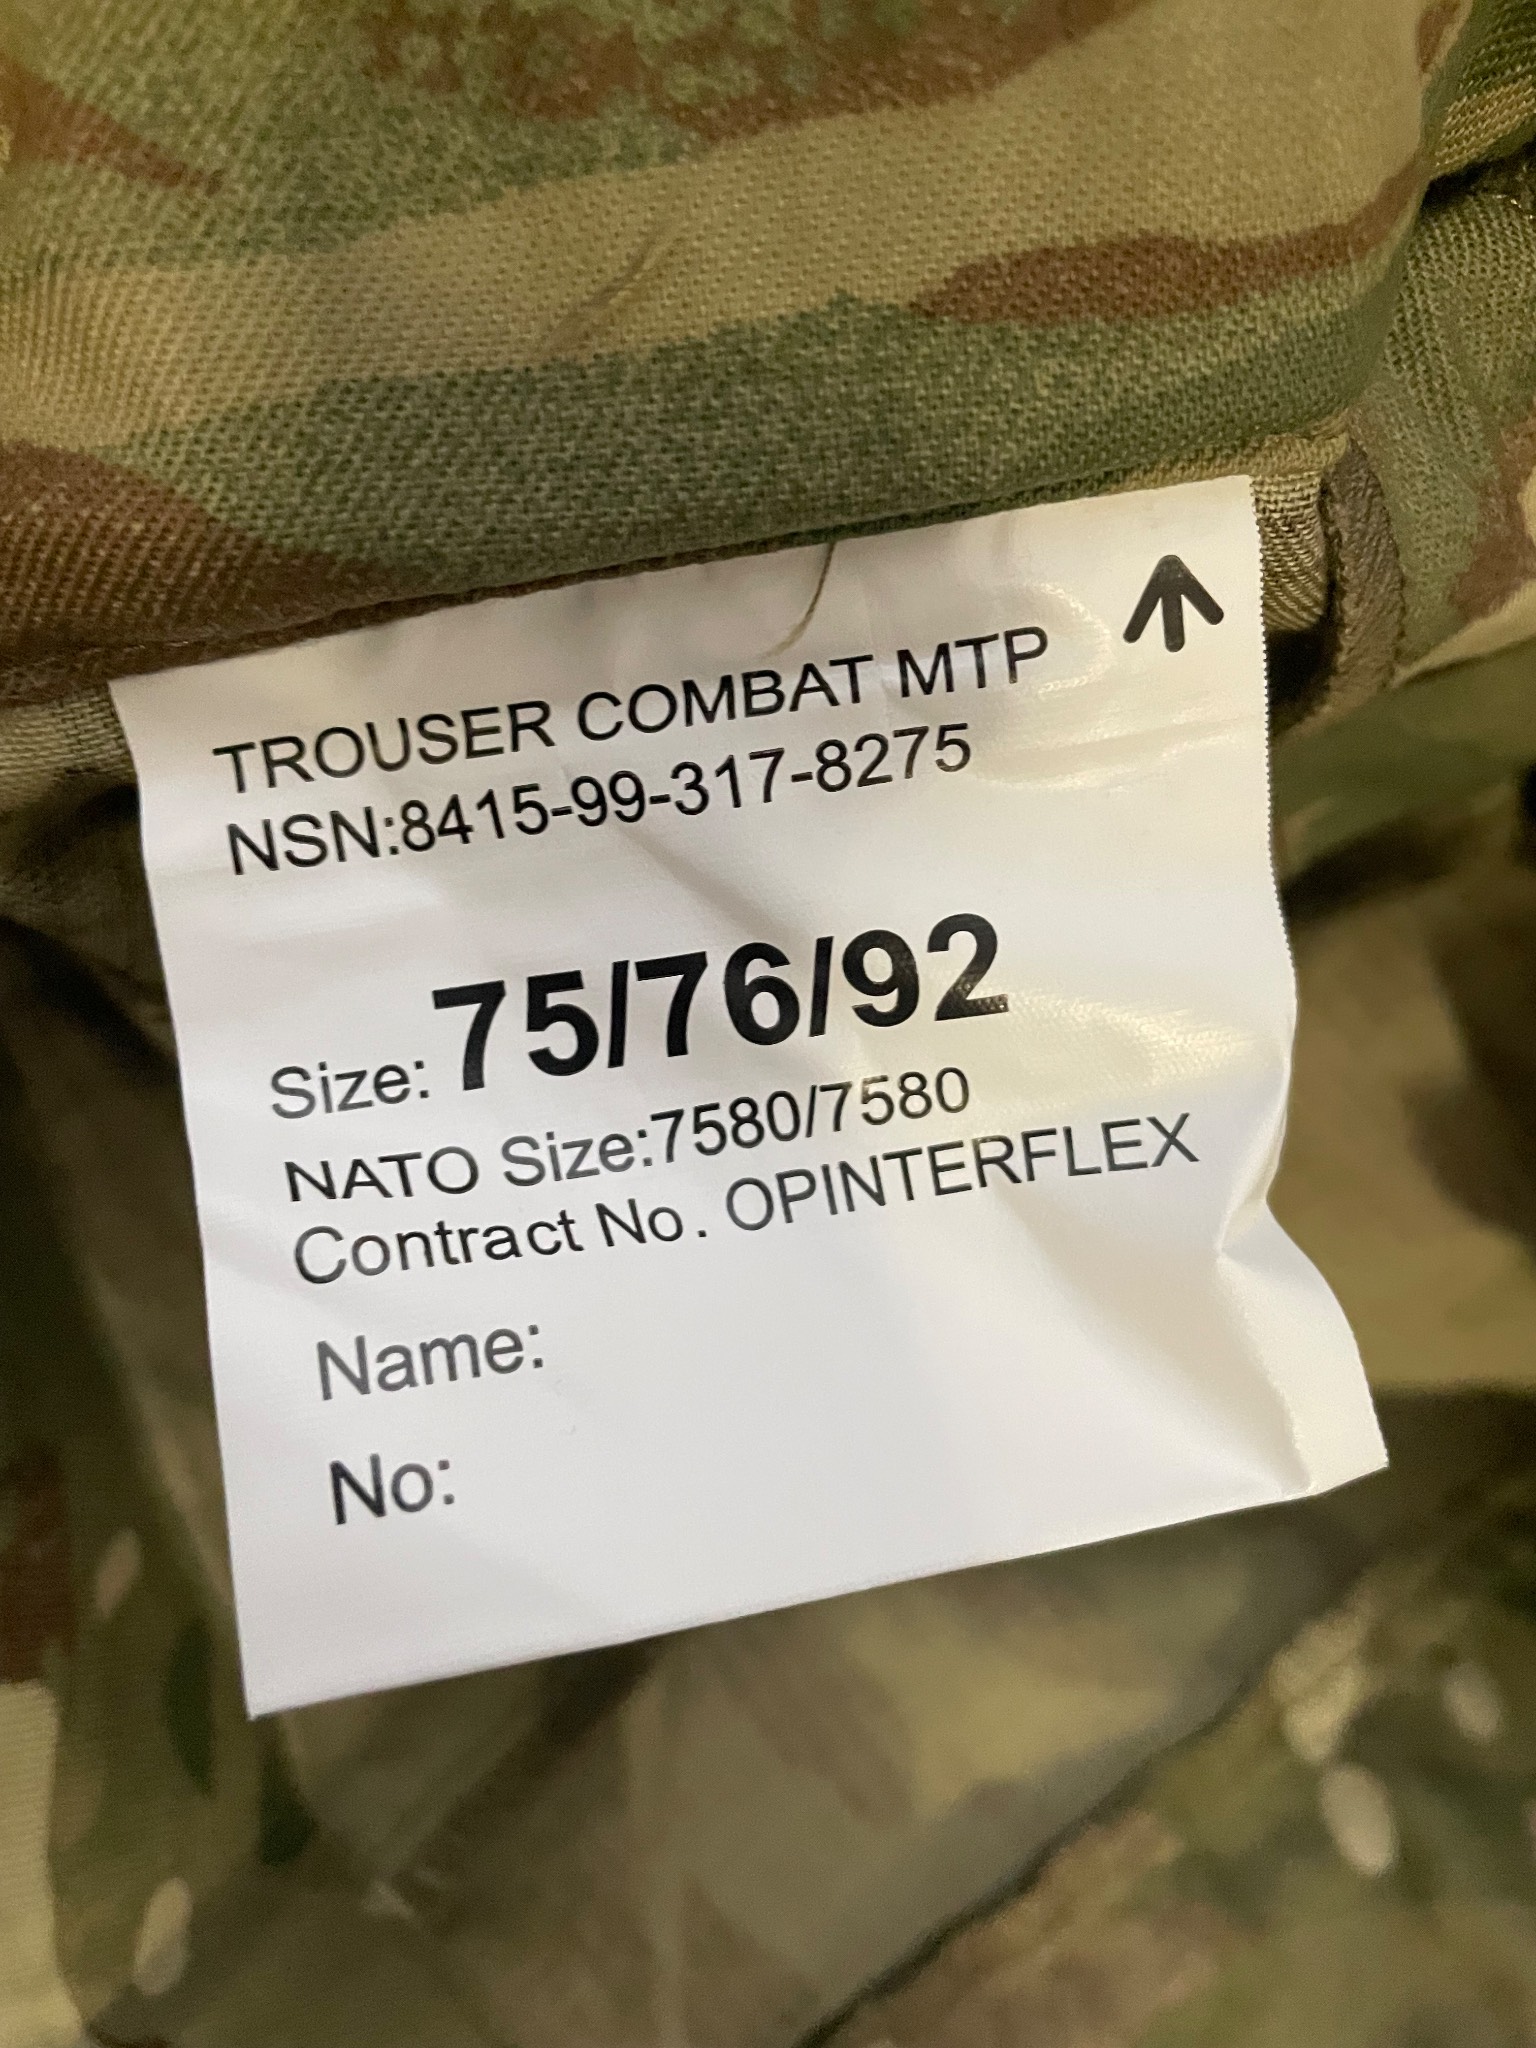 TROUSER COMBAT MTP
NSN:8415-99-317-8275
Size: 75/76/92
NATO Size:7580/7580
Contract No. OPINTERFLEX
Name:
No: